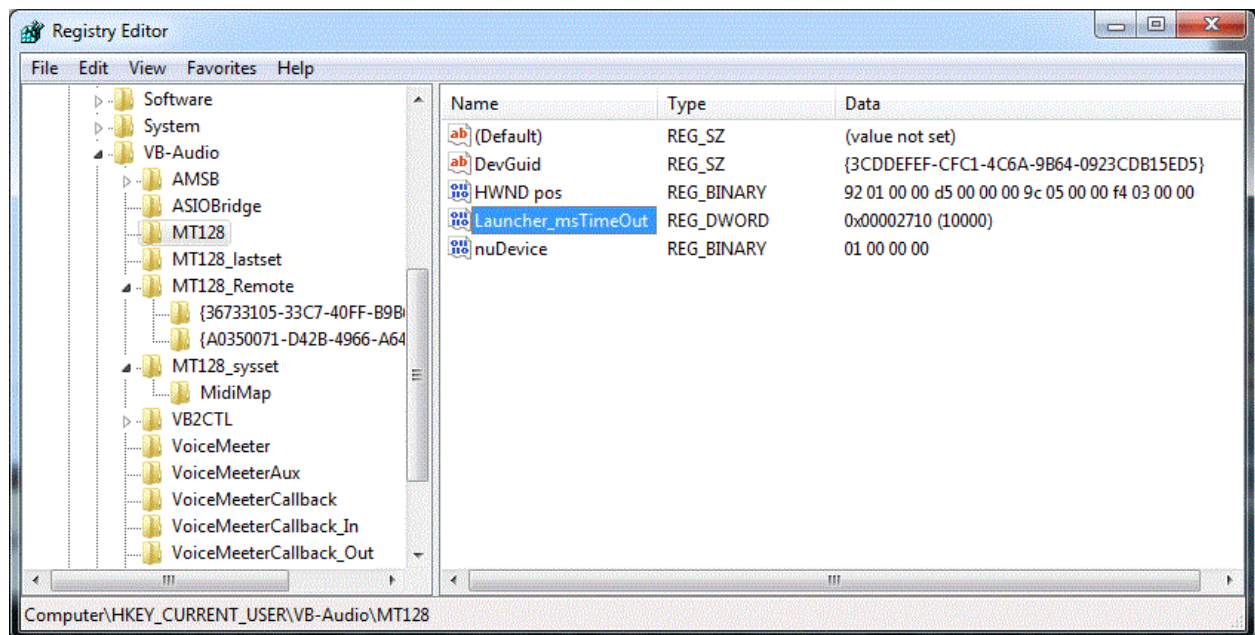 Registry Editor
File Edit View Favorites Help
Software
System
VB-Audio
AMSB
ASIOBridge
MT128
MT128_lastset
MT128_Remote
{36733105-33C7-40FF-B9B
{A0350071-D42B-4966-A64
MT128_sysset
MidiMap
VB2CTL
VoiceMeeter
VoiceMeeterAux
VoiceMeeterCallback
VoiceMeeterCallback_In
VoiceMeeterCallback_Out
Name Type Data
(Default) REG_SZ (value not set)
DevGuid REG_SZ {3CDDEFEF-CFC1-4C6A-9B64-0923CDB15ED5}
HWND pos REG_BINARY 92 01 00 00 d5 00 00 00 9c 05 00 00 f4 03 00 00
Launcher_msTimeOut REG_DWORD 0x00002710 (10000)
nuDevice REG_BINARY 01 00 00 00
Computer\HKEY_CURRENT_USER\VB-Audio\MT128